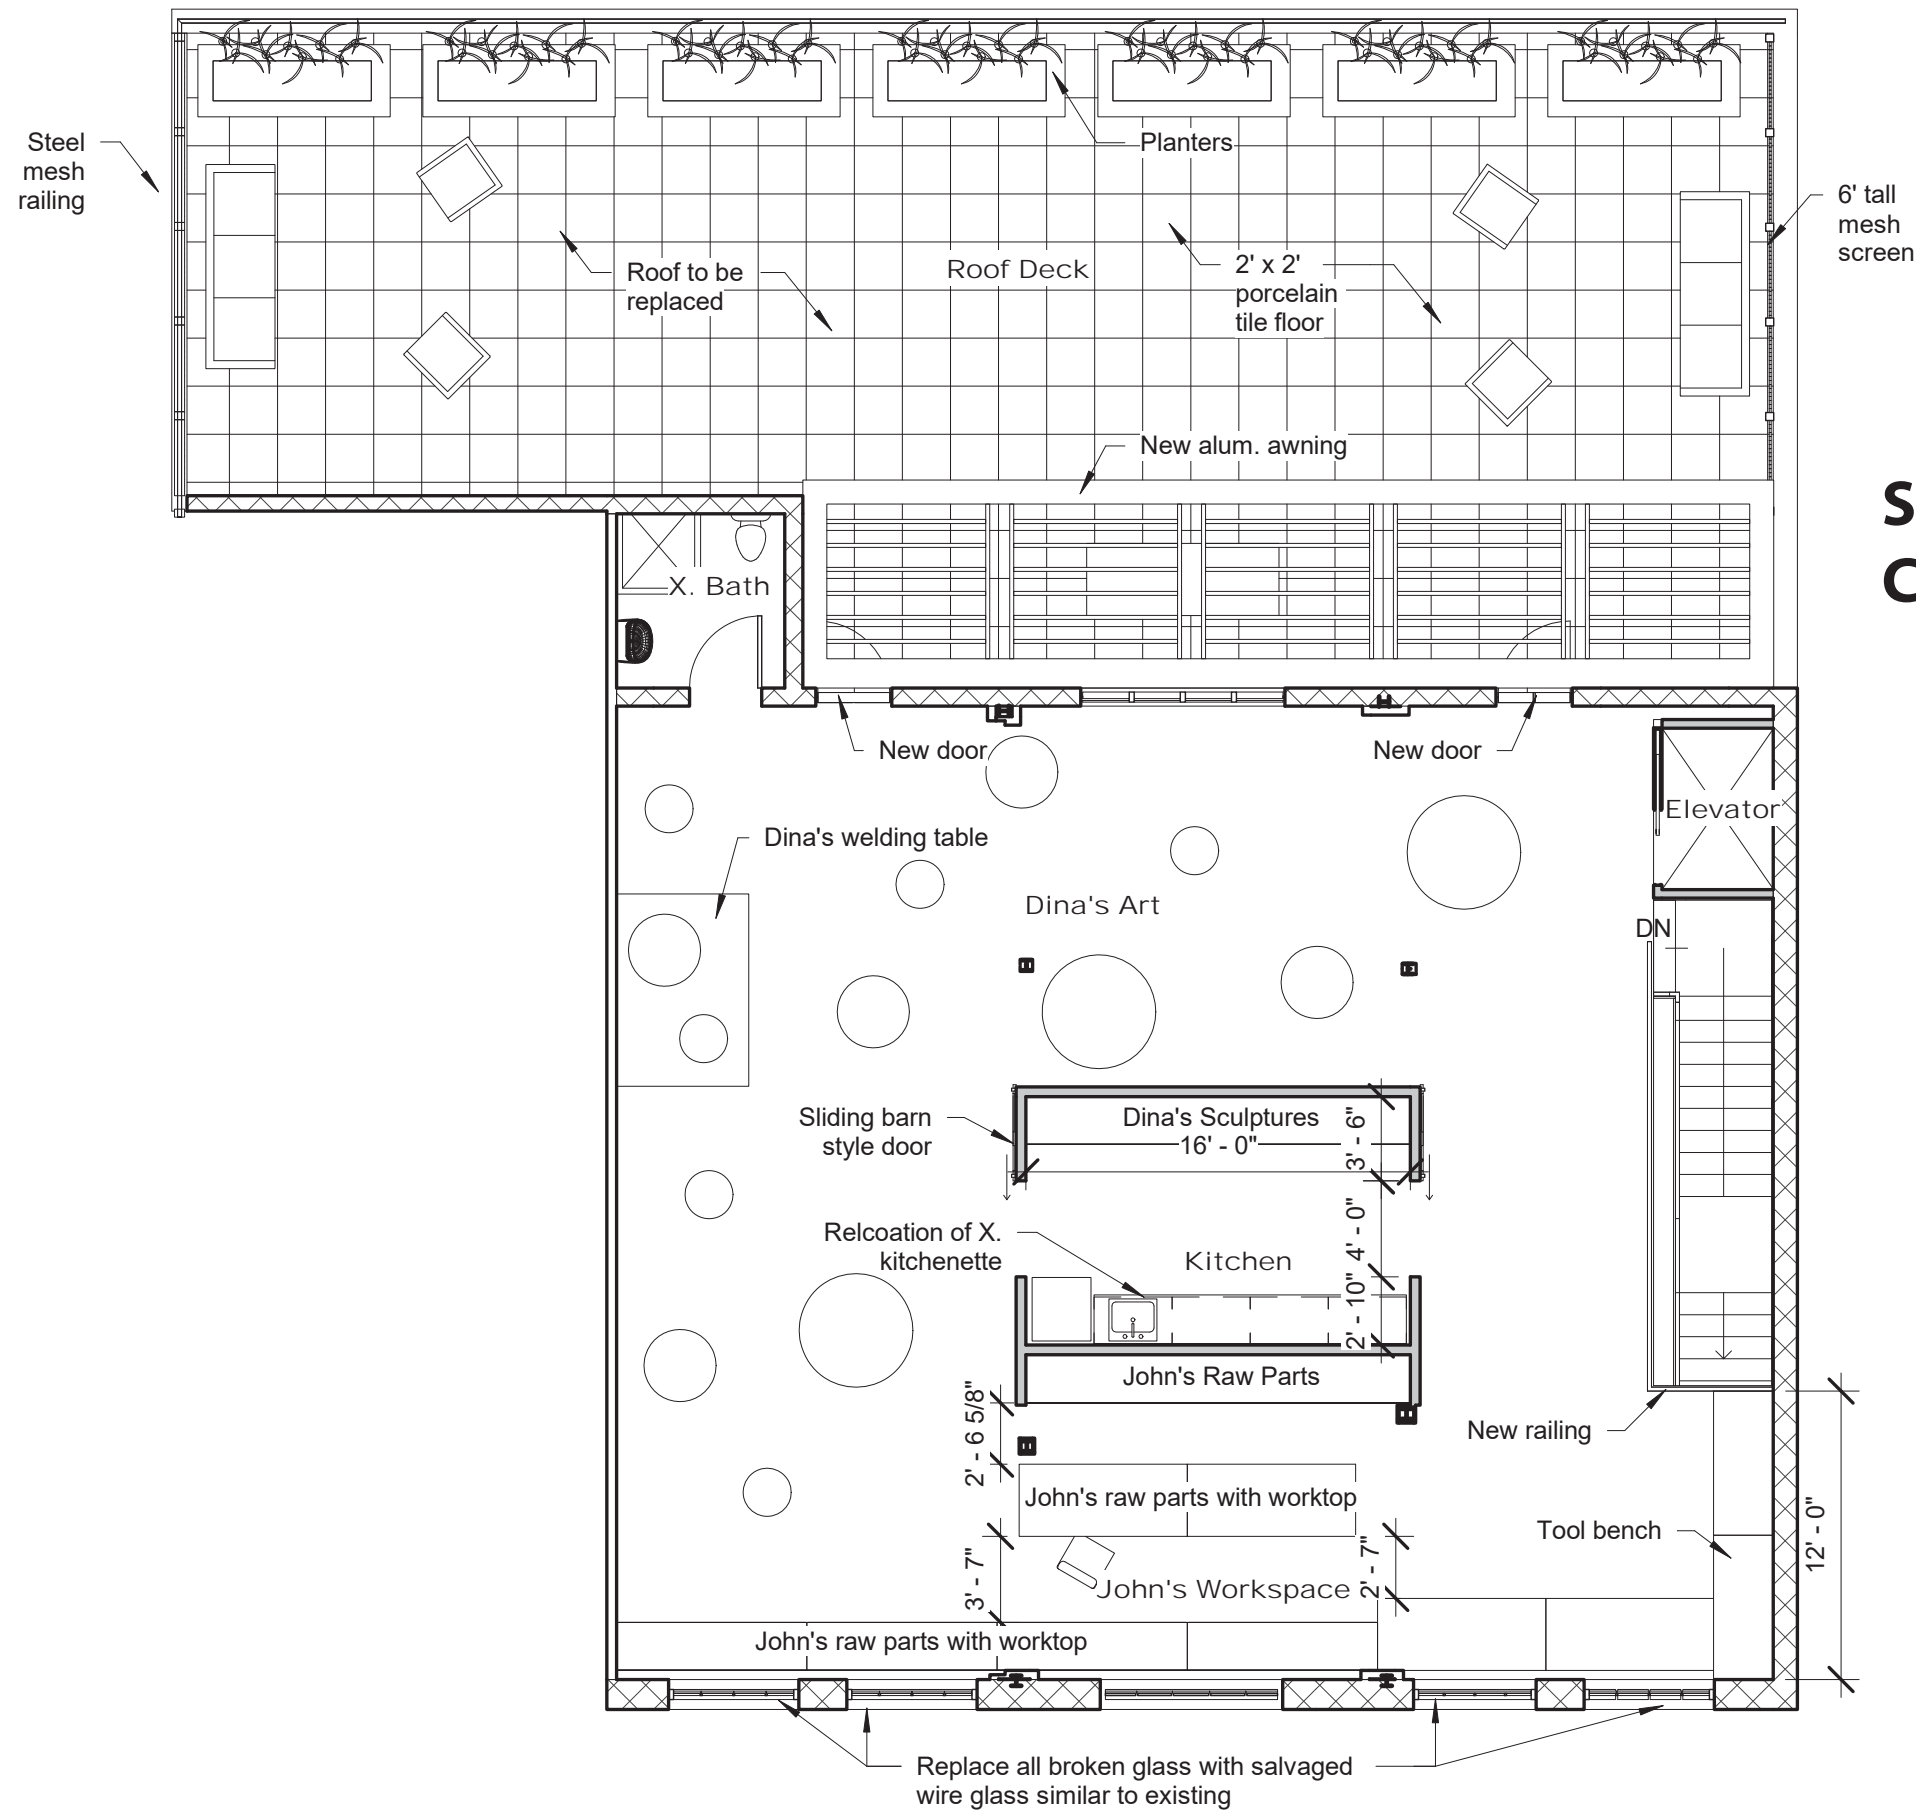 Planters
Steel
mesh
railing
6' tall
mesh
screen
Roof to be
replaced
Roof Deck
2' x 2'
porcelain
tile floor
New alum. awning
S
C
X. Bath
New door
New door
Elevator
Dina's welding table
Dina's Art
DN
Sliding barn
style door
Dina's Sculptures
16' - 0"
3' - 6"
Relcoation of X.
kitchenette
Kitchen
4' - 0"
2' - 10"
John's Raw Parts
2' - 6 5/8"
New railing
John's raw parts with worktop
Tool bench
12' - 0"
3' - 7"
2' - 7"
John's Workspace
John's raw parts with worktop
Replace all broken glass with salvaged
wire glass similar to existing